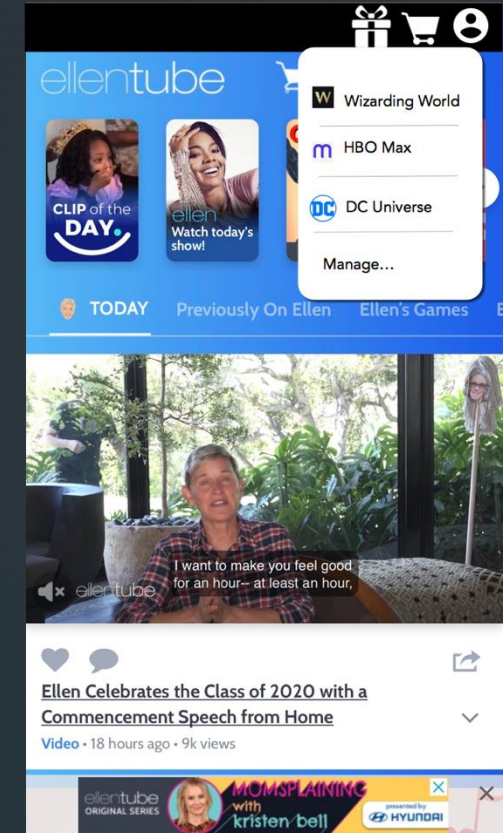 ellentube
W
Wizarding World
m
HBO Max
DC
DC Universe
Manage...
CLIP of the
DAY.
ellen
Watch today's
show!
TODAY
Previously On Ellen
Ellen's Games
E
I want to make you feel good
for an hour-- at least an hour,
ellentube
Ellen Celebrates the Class of 2020 with a
Commencement Speech from Home
Video • 18 hours ago • 9k views
ellentube
ORIGINAL SERIES
MOMSPLAINING
with
kristen bell
presented by
HYUNDAI